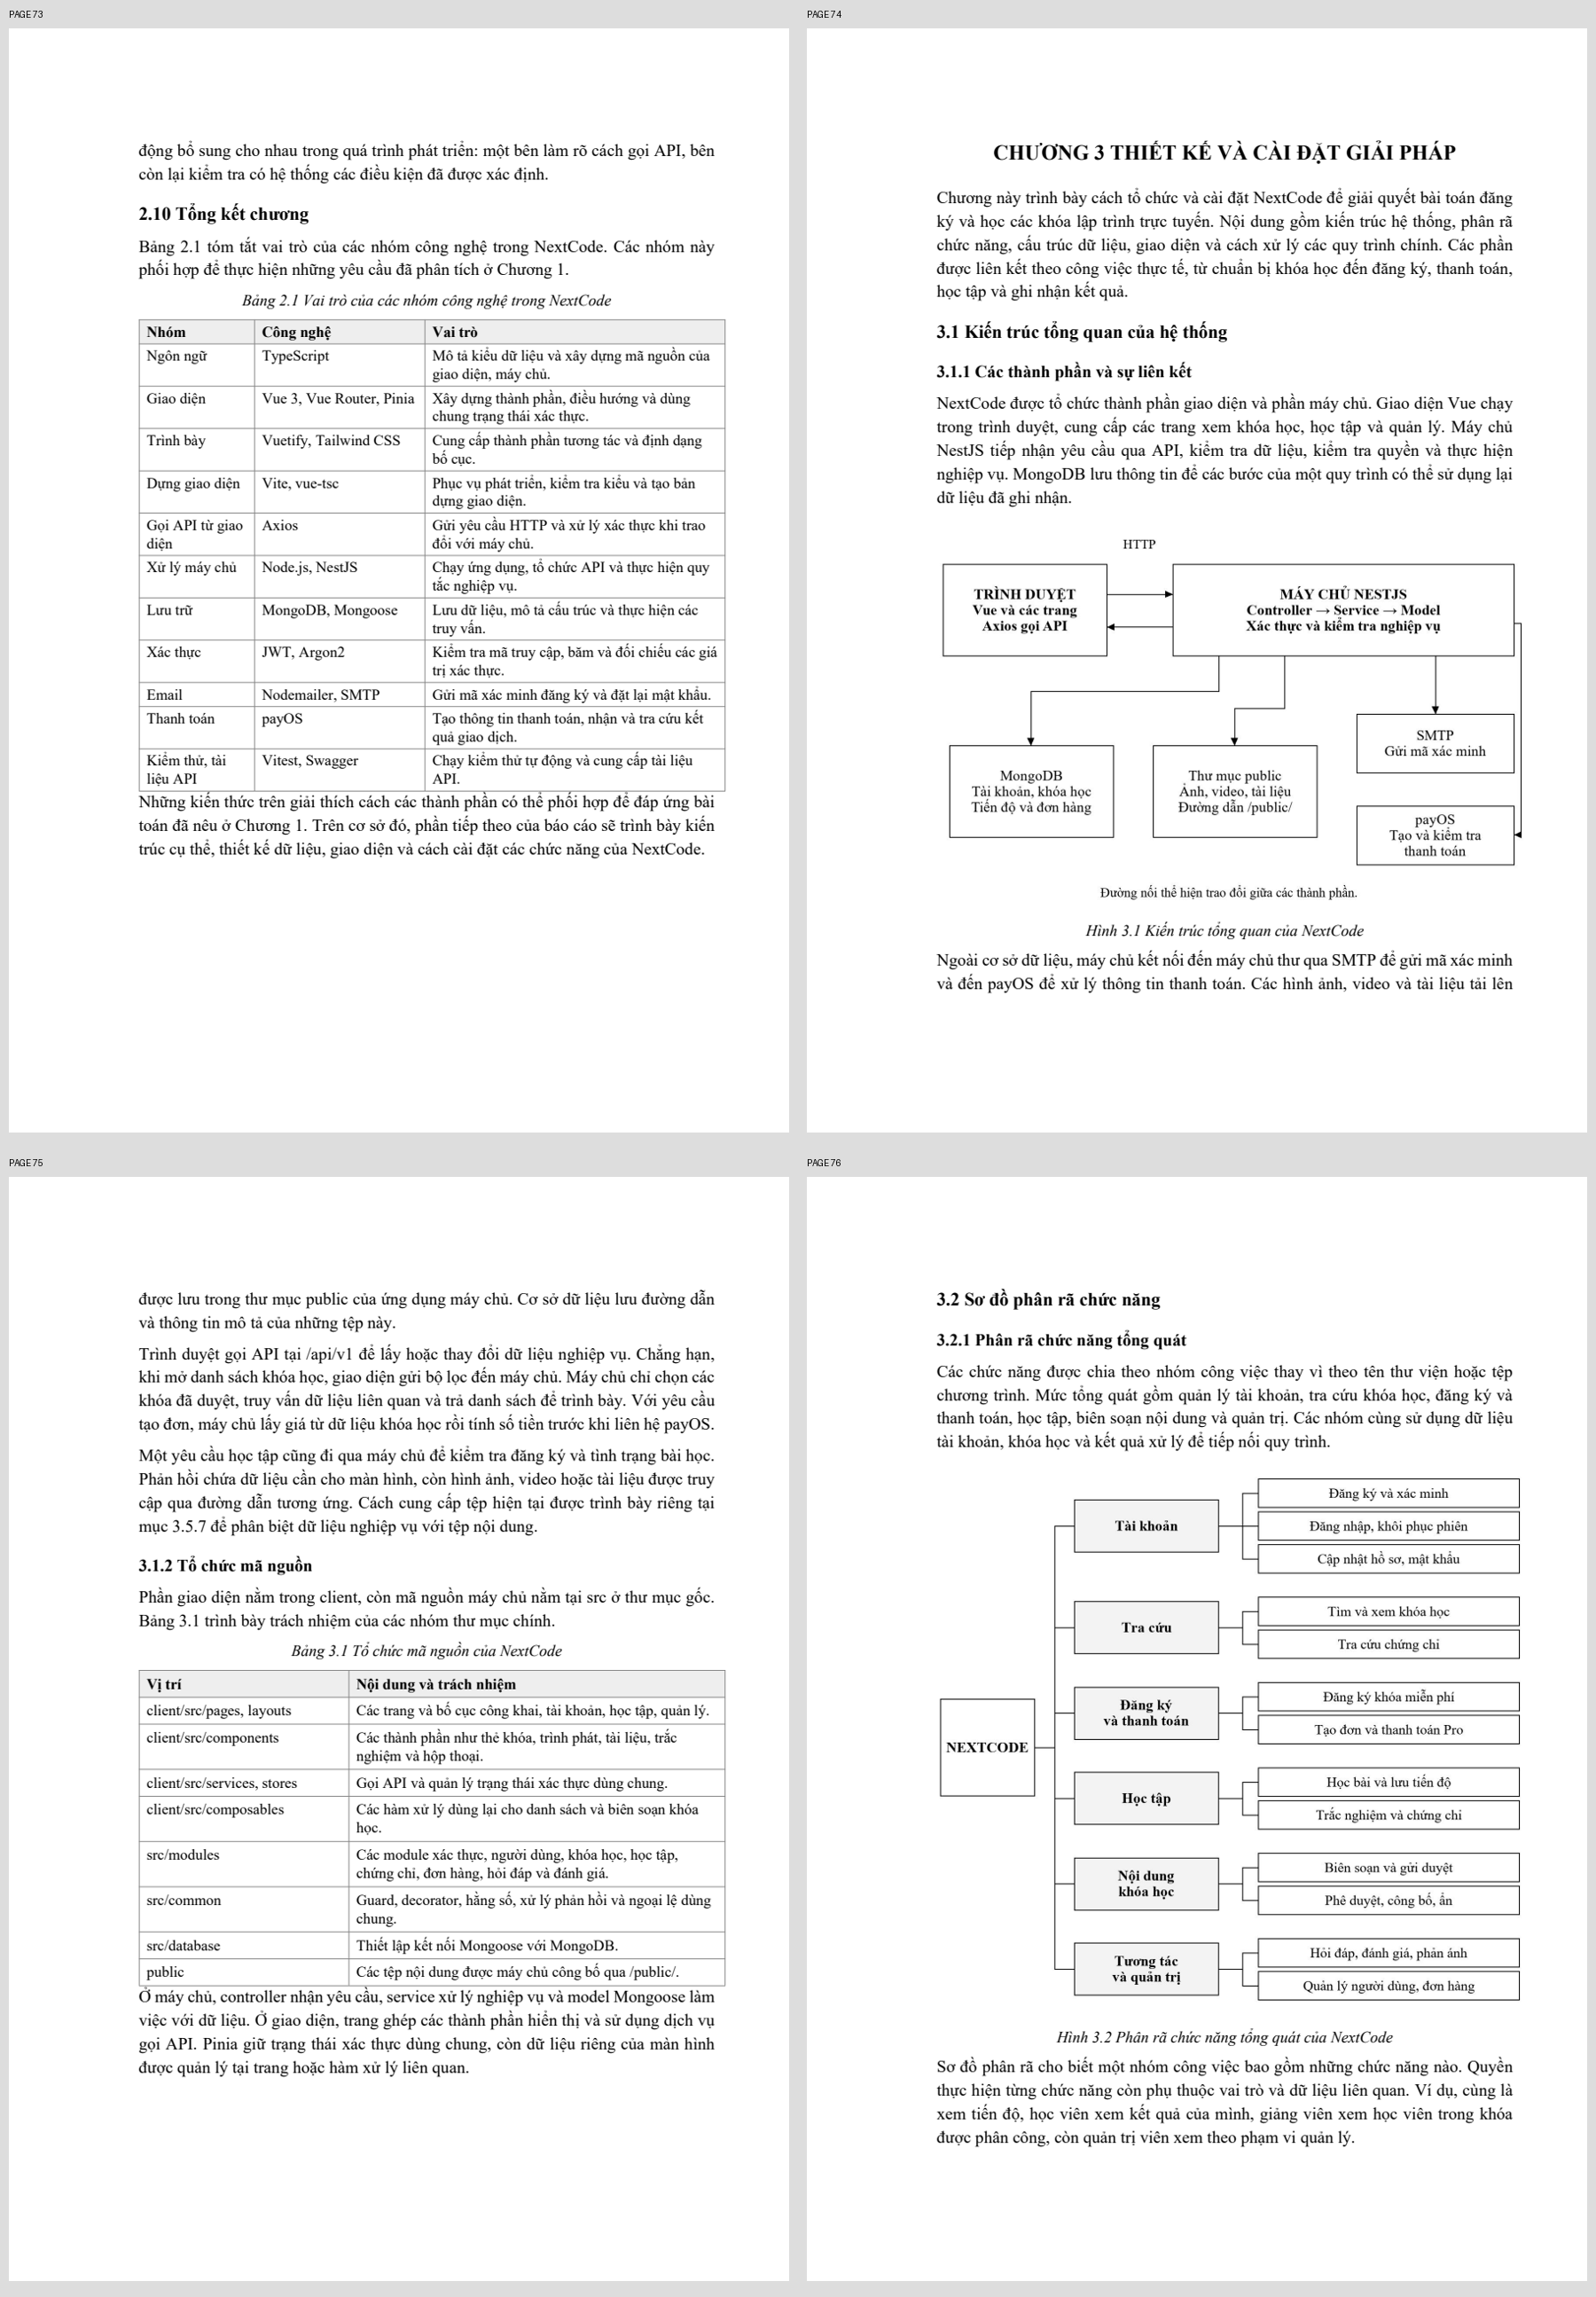 PAGE 73
động bổ sung cho nhau trong quá trình phát triển: một bên làm rõ cách gọi API, bên
còn lại kiểm tra có hệ thống các điều kiện đã được xác định.
2.10 Tổng kết chương
Bảng 2.1 tóm tắt vai trò của các nhóm công nghệ trong NextCode. Các nhóm này
phối hợp để thực hiện những yêu cầu đã phân tích ở Chương 1.
Bảng 2.1 Vai trò của các nhóm công nghệ trong NextCode
Nhóm Công nghệ Vai trò
Ngôn ngữ TypeScript Mô tả kiểu dữ liệu và xây dựng mã nguồn của
giao diện, máy chủ.
Giao diện Vue 3, Vue Router, Pinia Xây dựng thành phần, điều hướng và dùng
chung trạng thái xác thực.
Trình bày Vuetify, Tailwind CSS Cung cấp thành phần tương tác và định dạng
bố cục.
Dựng giao diện Vite, vue-tsc Phục vụ phát triển, kiểm tra kiểu và tạo bản
dựng giao diện.
Gọi API từ giao Axios Gửi yêu cầu HTTP và xử lý xác thực khi trao
diện đổi với máy chủ.
Xử lý máy chủ Node.js, NestJS Chạy ứng dụng, tổ chức API và thực hiện quy
tắc nghiệp vụ.
Lưu trữ MongoDB, Mongoose Lưu dữ liệu, mô tả cấu trúc và thực hiện các
truy vấn.
Xác thực JWT, Argon2 Kiểm tra mã truy cập, băm và đối chiếu các giá
trị xác thực.
Email Nodemailer, SMTP Gửi mã xác minh đăng ký và đặt lại mật khẩu.
Thanh toán payOS Tạo thông tin thanh toán, nhận và tra cứu kết
quả giao dịch.
Kiểm thử, tài Vitest, Swagger Chạy kiểm thử tự động và cung cấp tài liệu
liệu API API.
Những kiến thức trên giải thích cách các thành phần có thể phối hợp để đáp ứng bài
toán đã nêu ở Chương 1. Trên cơ sở đó, phần tiếp theo của báo cáo sẽ trình bày kiến
trúc cụ thể, thiết kế dữ liệu, giao diện và cách cài đặt các chức năng của NextCode.
PAGE 74
CHƯƠNG 3 THIẾT KẾ VÀ CÀI ĐẶT GIẢI PHÁP
Chương này trình bày cách tổ chức và cài đặt NextCode để giải quyết bài toán đăng
ký và học các khóa lập trình trực tuyến. Nội dung gồm kiến trúc hệ thống, phân rã
chức năng, cấu trúc dữ liệu, giao diện và cách xử lý các quy trình chính. Các phần
được liên kết theo công việc thực tế, từ chuẩn bị khóa học đến đăng ký, thanh toán,
học tập và ghi nhận kết quả.
3.1 Kiến trúc tổng quan của hệ thống
3.1.1 Các thành phần và sự liên kết
NextCode được tổ chức thành phần giao diện và phần máy chủ. Giao diện Vue chạy
trong trình duyệt, cung cấp các trang xem khóa học, học tập và quản lý. Máy chủ
NestJS tiếp nhận yêu cầu qua API, kiểm tra dữ liệu, kiểm tra quyền và thực hiện
nghiệp vụ. MongoDB lưu thông tin để các bước của một quy trình có thể sử dụng lại
dữ liệu đã ghi nhận.
HTTP
TRÌNH DUYỆT
Vue và các trang
Axios gọi API
MÁY CHỦ NESTJS
Controller → Service → Model
Xác thực và kiểm tra nghiệp vụ
SMTP
Gửi mã xác minh
MongoDB
Tài khoản, khóa học
Tiến độ và đơn hàng
Thư mục public
Ảnh, video, tài liệu
Đường dẫn /public/
payOS
Tạo và kiểm tra
thanh toán
Đường nối thể hiện trao đổi giữa các thành phần.
Hình 3.1 Kiến trúc tổng quan của NextCode
Ngoài cơ sở dữ liệu, máy chủ kết nối đến máy chủ thư qua SMTP để gửi mã xác minh
và đến payOS để xử lý thông tin thanh toán. Các hình ảnh, video và tài liệu tải lên
PAGE 75
được lưu trong thư mục public của ứng dụng máy chủ. Cơ sở dữ liệu lưu đường dẫn
và thông tin mô tả của những tệp này.
Trình duyệt gọi API tại /api/v1 để lấy hoặc thay đổi dữ liệu nghiệp vụ. Chẳng hạn,
khi mở danh sách khóa học, giao diện gửi bộ lọc đến máy chủ. Máy chủ chỉ chọn các
khóa đã duyệt, truy vấn dữ liệu liên quan và trả danh sách để trình bày. Với yêu cầu
tạo đơn, máy chủ lấy giá từ dữ liệu khóa học rồi tính số tiền trước khi liên hệ payOS.
Một yêu cầu học tập cũng đi qua máy chủ để kiểm tra đăng ký và tình trạng bài học.
Phản hồi chứa dữ liệu cần cho màn hình, còn hình ảnh, video hoặc tài liệu được truy
cập qua đường dẫn tương ứng. Cách cung cấp tệp hiện tại được trình bày riêng tại
mục 3.5.7 để phân biệt dữ liệu nghiệp vụ với tệp nội dung.
3.1.2 Tổ chức mã nguồn
Phần giao diện nằm trong client, còn mã nguồn máy chủ nằm tại src ở thư mục gốc.
Bảng 3.1 trình bày trách nhiệm của các nhóm thư mục chính.
Bảng 3.1 Tổ chức mã nguồn của NextCode
Vị trí Nội dung và trách nhiệm
client/src/pages, layouts Các trang và bố cục công khai, tài khoản, học tập, quản lý.
client/src/components Các thành phần như thẻ khóa, trình phát, tài liệu, trắc
nghiệm và hộp thoại.
client/src/services, stores Gọi API và quản lý trạng thái xác thực dùng chung.
client/src/composables Các hàm xử lý dùng lại cho danh sách và biên soạn khóa
học.
src/modules Các module xác thực, người dùng, khóa học, học tập,
chứng chỉ, đơn hàng, hỏi đáp và đánh giá.
src/common Guard, decorator, hằng số, xử lý phản hồi và ngoại lệ dùng
chung.
src/database Thiết lập kết nối Mongoose với MongoDB.
public Các tệp nội dung được máy chủ công bố qua /public/.
Ở máy chủ, controller nhận yêu cầu, service xử lý nghiệp vụ và model Mongoose làm
việc với dữ liệu. Ở giao diện, trang ghép các thành phần hiển thị và sử dụng dịch vụ
gọi API. Pinia giữ trạng thái xác thực dùng chung, còn dữ liệu riêng của màn hình
được quản lý tại trang hoặc hàm xử lý liên quan.
PAGE 76
3.2 Sơ đồ phân rã chức năng
3.2.1 Phân rã chức năng tổng quát
Các chức năng được chia theo nhóm công việc thay vì theo tên thư viện hoặc tệp
chương trình. Mức tổng quát gồm quản lý tài khoản, tra cứu khóa học, đăng ký và
thanh toán, học tập, biên soạn nội dung và quản trị. Các nhóm cùng sử dụng dữ liệu
tài khoản, khóa học và kết quả xử lý để tiếp nối quy trình.
NEXTCODE
Tài khoản
Đăng ký và xác minh
Đăng nhập, khôi phục phiên
Cập nhật hồ sơ, mật khẩu
Tra cứu
Tìm và xem khóa học
Tra cứu chứng chỉ
Đăng ký
và thanh toán
Đăng ký khóa miễn phí
Tạo đơn và thanh toán Pro
Học tập
Học bài và lưu tiến độ
Trắc nghiệm và chứng chỉ
Nội dung
khóa học
Biên soạn và gửi duyệt
Phê duyệt, công bố, ẩn
Tương tác
và quản trị
Hỏi đáp, đánh giá, phản ánh
Quản lý người dùng, đơn hàng
Hình 3.2 Phân rã chức năng tổng quát của NextCode
Sơ đồ phân rã cho biết một nhóm công việc bao gồm những chức năng nào. Quyền
thực hiện từng chức năng còn phụ thuộc vai trò và dữ liệu liên quan. Ví dụ, cùng là
xem tiến độ, học viên xem kết quả của mình, giảng viên xem học viên trong khóa
được phân công, còn quản trị viên xem theo phạm vi quản lý.